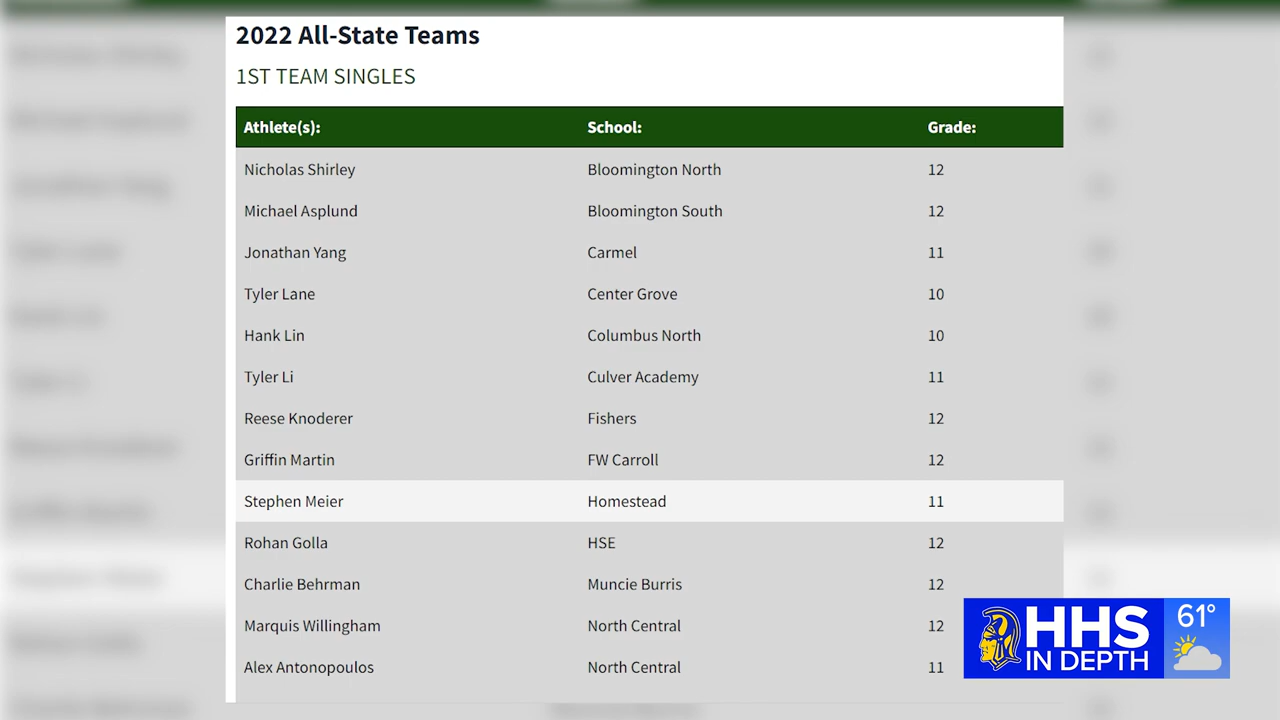 2022 All-State Teams
1ST TEAM SINGLES
Athlete(s): School: Grade:
Nicholas Shirley Bloomington North 12
Michael Asplund Bloomington South 12
Jonathan Yang Carmel 11
Tyler Lane Center Grove 10
Hank Lin Columbus North 10
Tyler Li Culver Academy 11
Reese Knoderer Fishers 12
Griffin Martin FW Carroll 12
Stephen Meier Homestead 11
Rohan Golla HSE 12
Charlie Behrman Muncie Burris 12
Marquis Willingham North Central 12
Alex Antonopoulos North Central 11
HHS
IN DEPTH
61°